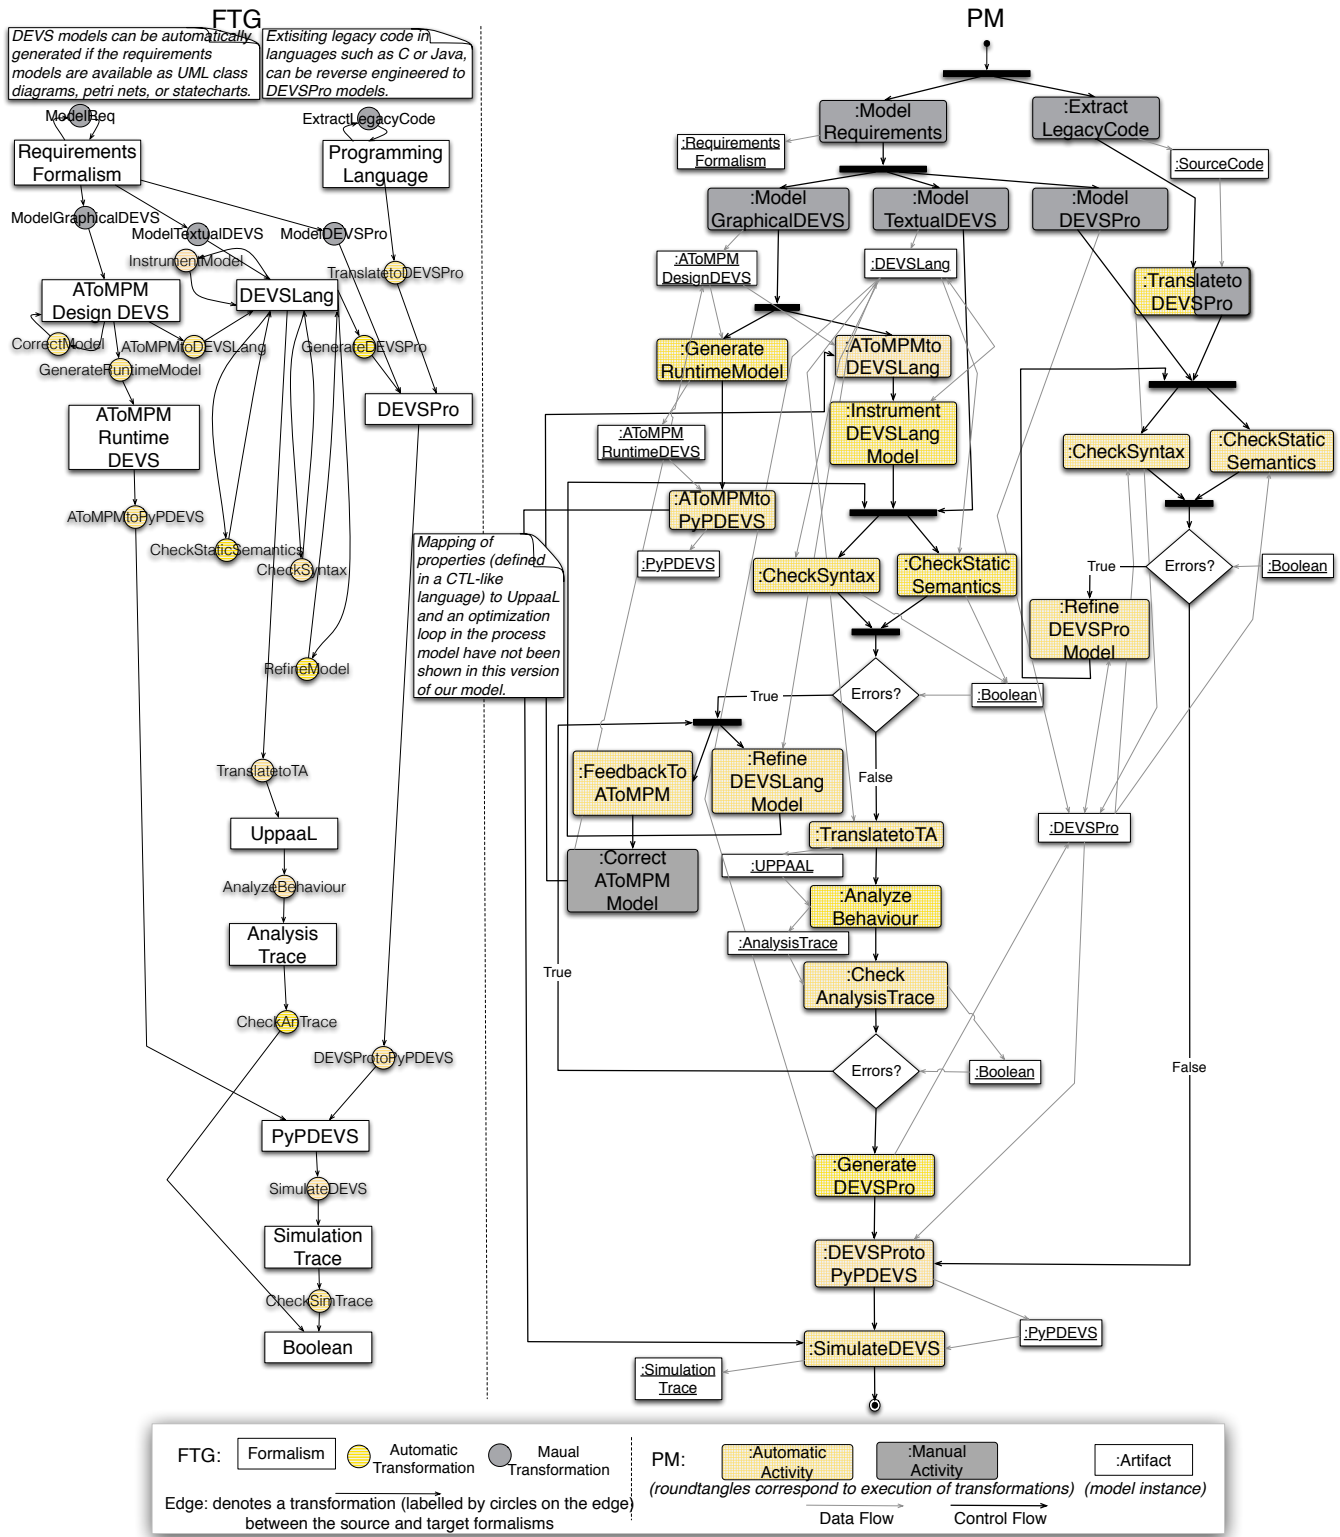 FTG
PM
DEVS models can be automatically
generated if the requirements
models are available as UML class
diagrams, petri nets, or statecharts.
Extisiting legacy code in
languages such as C or Java,
can be reverse engineered to
DEVSPro models.
ModelReq
ExtractLegacyCode
Requirements
Formalism
Programming
Language
ModelGraphicalDEVS
ModelTextualDEVS
ModelDEVSPro
InstrumentModel
TranslatetoDEVSPro
AToMPM
Design DEVS
DEVSLang
CorrectModel
AToMPMtoDEVSLang
GenerateDEVSPro
GenerateRuntimeModel
AToMPM
Runtime
DEVS
DEVSPro
AToMPMtoPyPDEVS
CheckStaticSemantics
CheckSyntax
RefineModel
TranslatetoTA
UppaaL
AnalyzeBehaviour
Analysis
Trace
CheckAnTrace
DEVSProtoPyPDEVS
PyPDEVS
SimulateDEVS
Simulation
Trace
CheckSimTrace
Boolean
Mapping of
properties (defined
in a CTL-like
language) to UppaaL
and an optimization
loop in the process
model have not been
shown in this version
of our model.
:Model
Requirements
:Extract
LegacyCode
:Requirements
Formalism
:SourceCode
:Model
GraphicalDEVS
:Model
TextualDEVS
:Model
DEVSPro
:AToMPM
DesignDEVS
:DEVSLang
:Translateto
DEVSPro
:Generate
RuntimeModel
:AToMPMto
DEVSLang
:Instrument
DEVSLang
Model
:AToMPM
RuntimeDEVS
:CheckSyntax
:CheckStatic
Semantics
:AToMPMto
PyPDEVS
:PyPDEVS
:CheckSyntax
:CheckStatic
Semantics
Errors?
True
:Boolean
:Refine
DEVSPro
Model
Errors?
True
:Boolean
False
:FeedbackTo
AToMPM
:Refine
DEVSLang
Model
:TranslatetoTA
:DEVSPro
:Correct
AToMPM
Model
:UPPAAL
:Analyze
Behaviour
:AnalysisTrace
:Check
AnalysisTrace
True
Errors?
:Boolean
False
:Generate
DEVSPro
:DEVSProto
PyPDEVS
:PyPDEVS
:SimulateDEVS
:Simulation
Trace
FTG:
Formalism
Automatic
Transformation
Maual
Transformation
Edge: denotes a transformation (labelled by circles on the edge)
between the source and target formalisms
PM:
:Automatic
Activity
:Manual
Activity
:Artifact
(roundtangles correspond to execution of transformations)
(model instance)
Data Flow
Control Flow